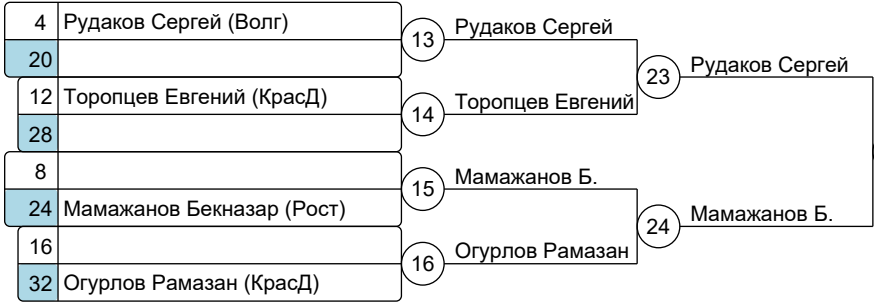 4 Рудаков Сергей (Волг)
20
12 Торопцев Евгений (КрасД)
28
8
24 Мамажанов Бекназар (Рост)
16
32 Огурлов Рамазан (КрасД)
13 Рудаков Сергей
14 Торопцев Евгений
15 Мамажанов Б.
16 Огурлов Рамазан
23 Рудаков Сергей
24 Мамажанов Б.